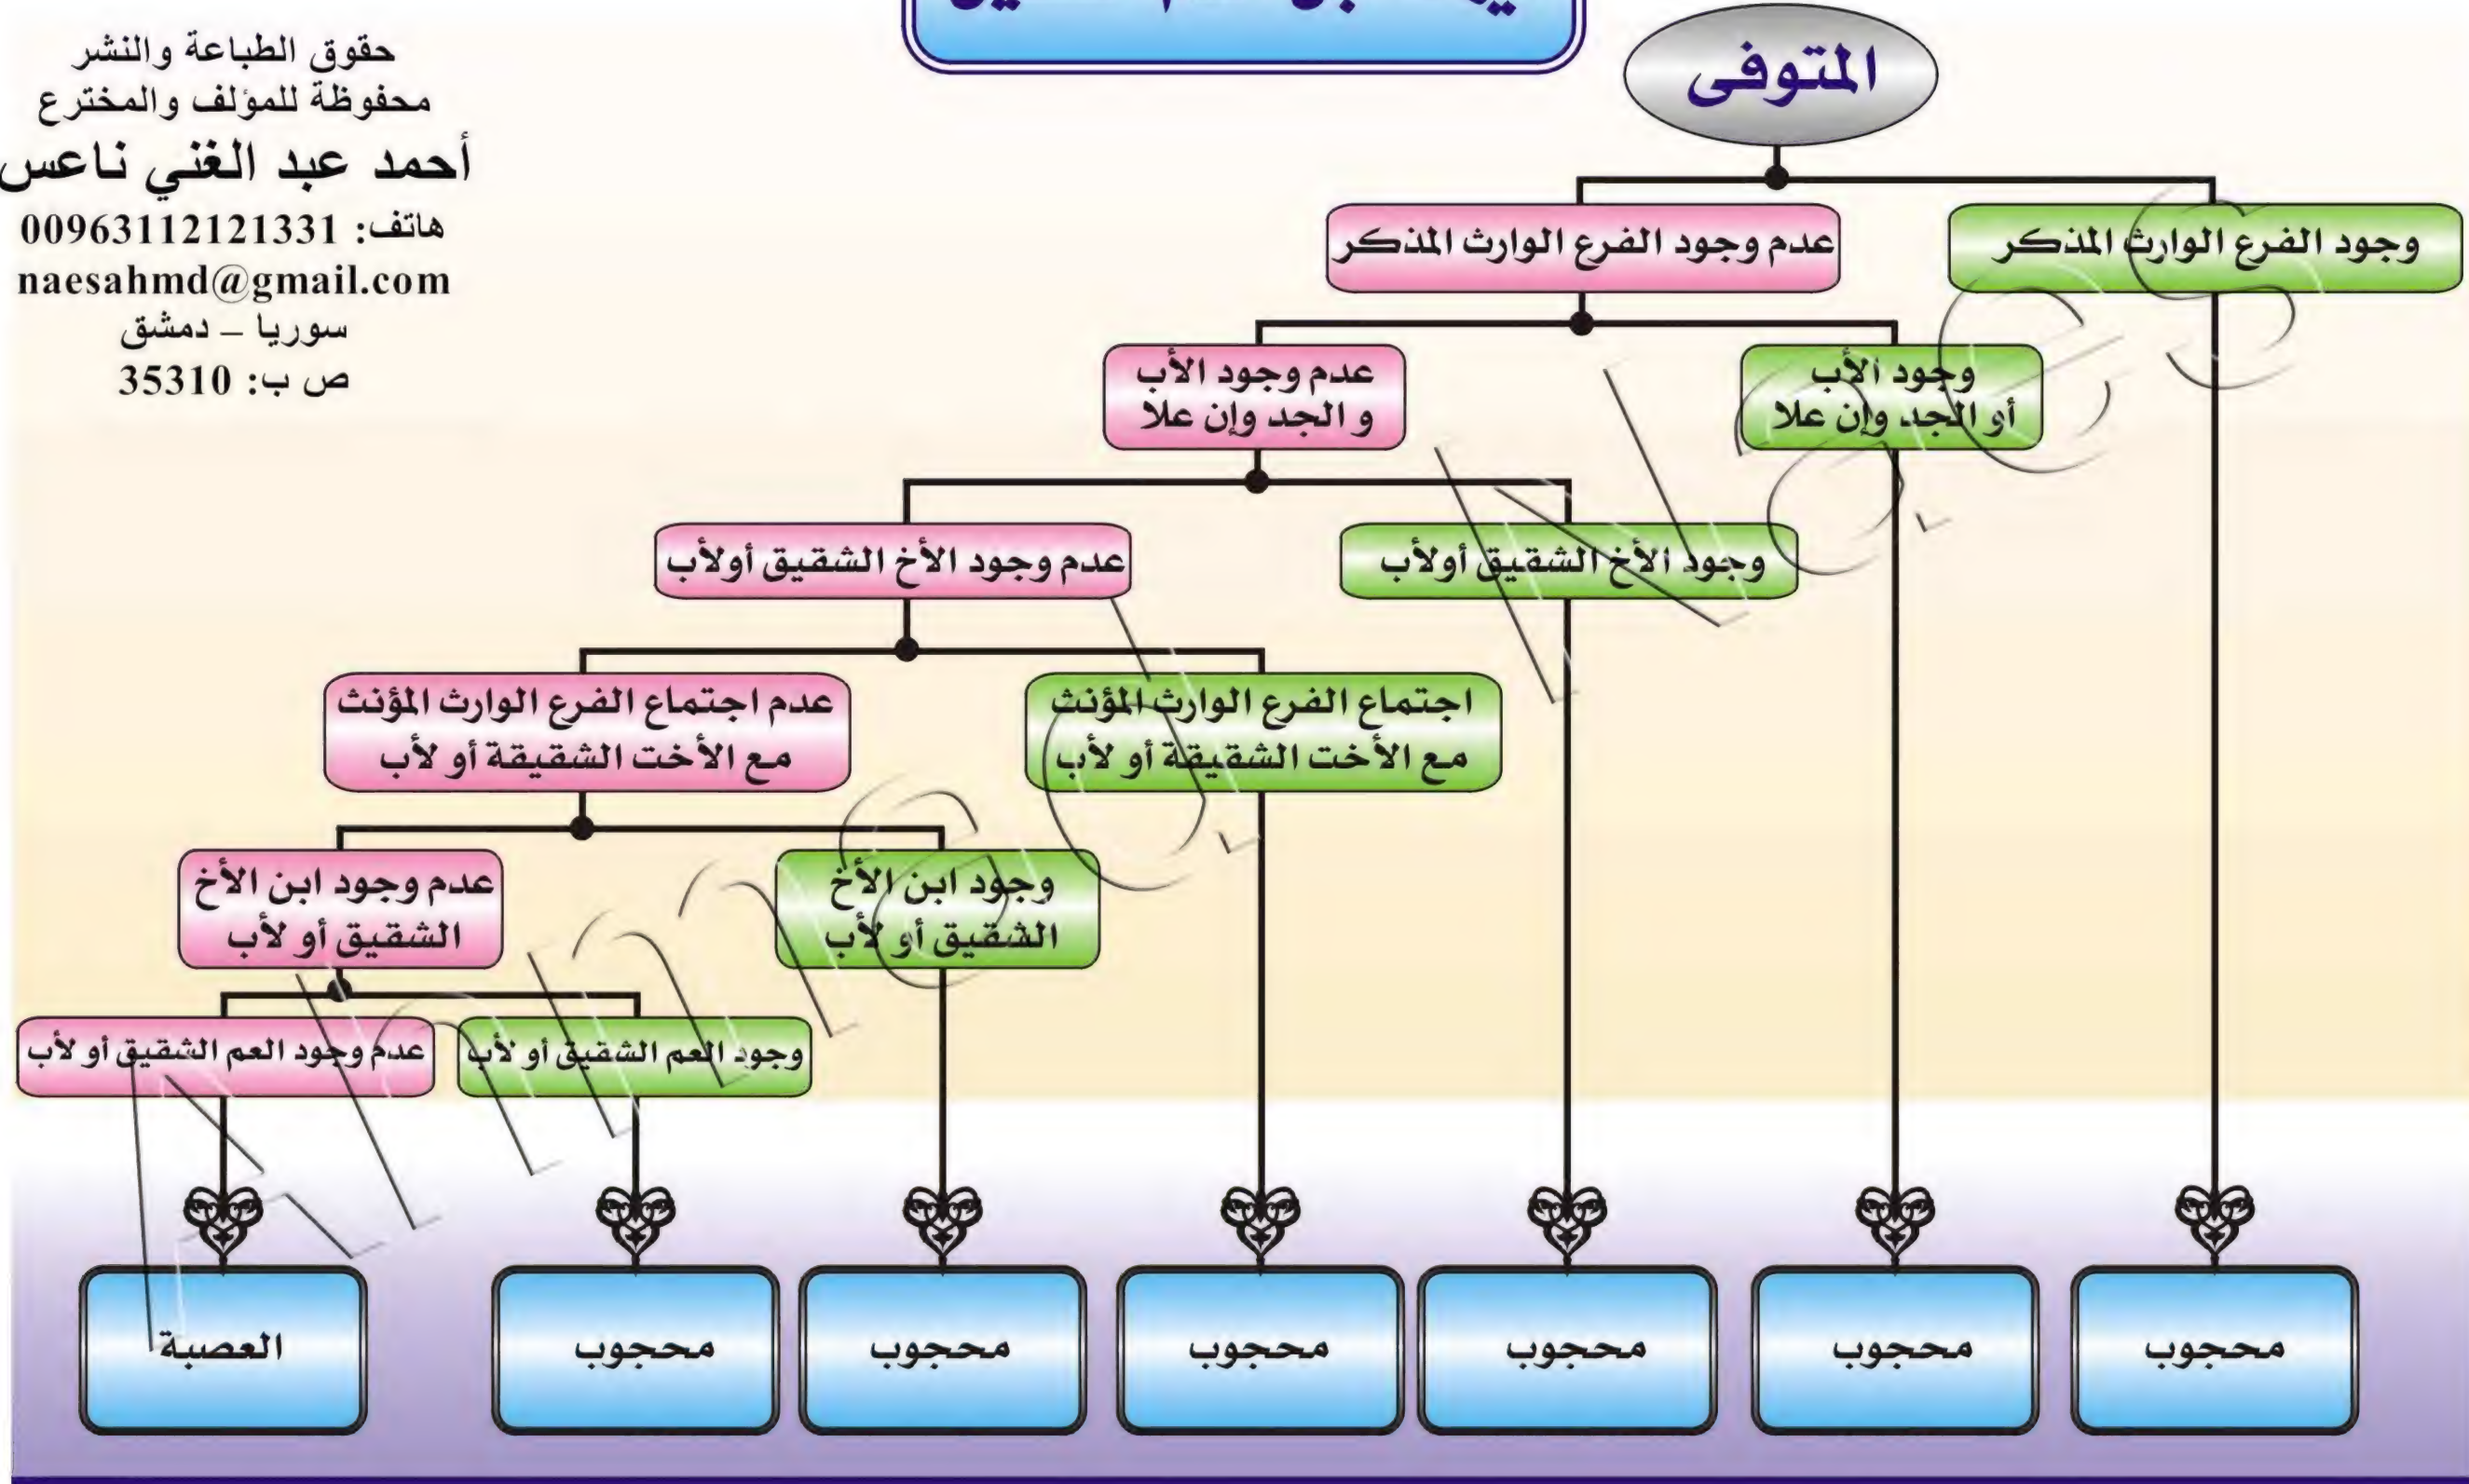 المتوفى
حقوق الطباعة والنشر
محفوظة للمؤلف والمخترع
أحمد عبد الغني ناعس
هاتف: 00963112121331
naesahmd@gmail.com
سوريا – دمشق
ص ب: 35310
وجود الفرع الوارث المذكر
عدم وجود الفرع الوارث المذكر
وجود الأب
أو الجد وإن علا
عدم وجود الأب
و الجد وإن علا
وجود الأخ الشقيق أولأب
عدم وجود الأخ الشقيق أولأب
اجتماع الفرع الوارث المؤنث
مع الأخت الشقيقة أو لأب
عدم اجتماع الفرع الوارث المؤنث
مع الأخت الشقيقة أو لأب
وجود ابن الأخ
الشقيق أو لأب
عدم وجود ابن الأخ
الشقيق أو لأب
وجود العم الشقيق أو لأب
عدم وجود العم الشقيق أو لأب
محجوب
محجوب
محجوب
محجوب
محجوب
محجوب
العصبة